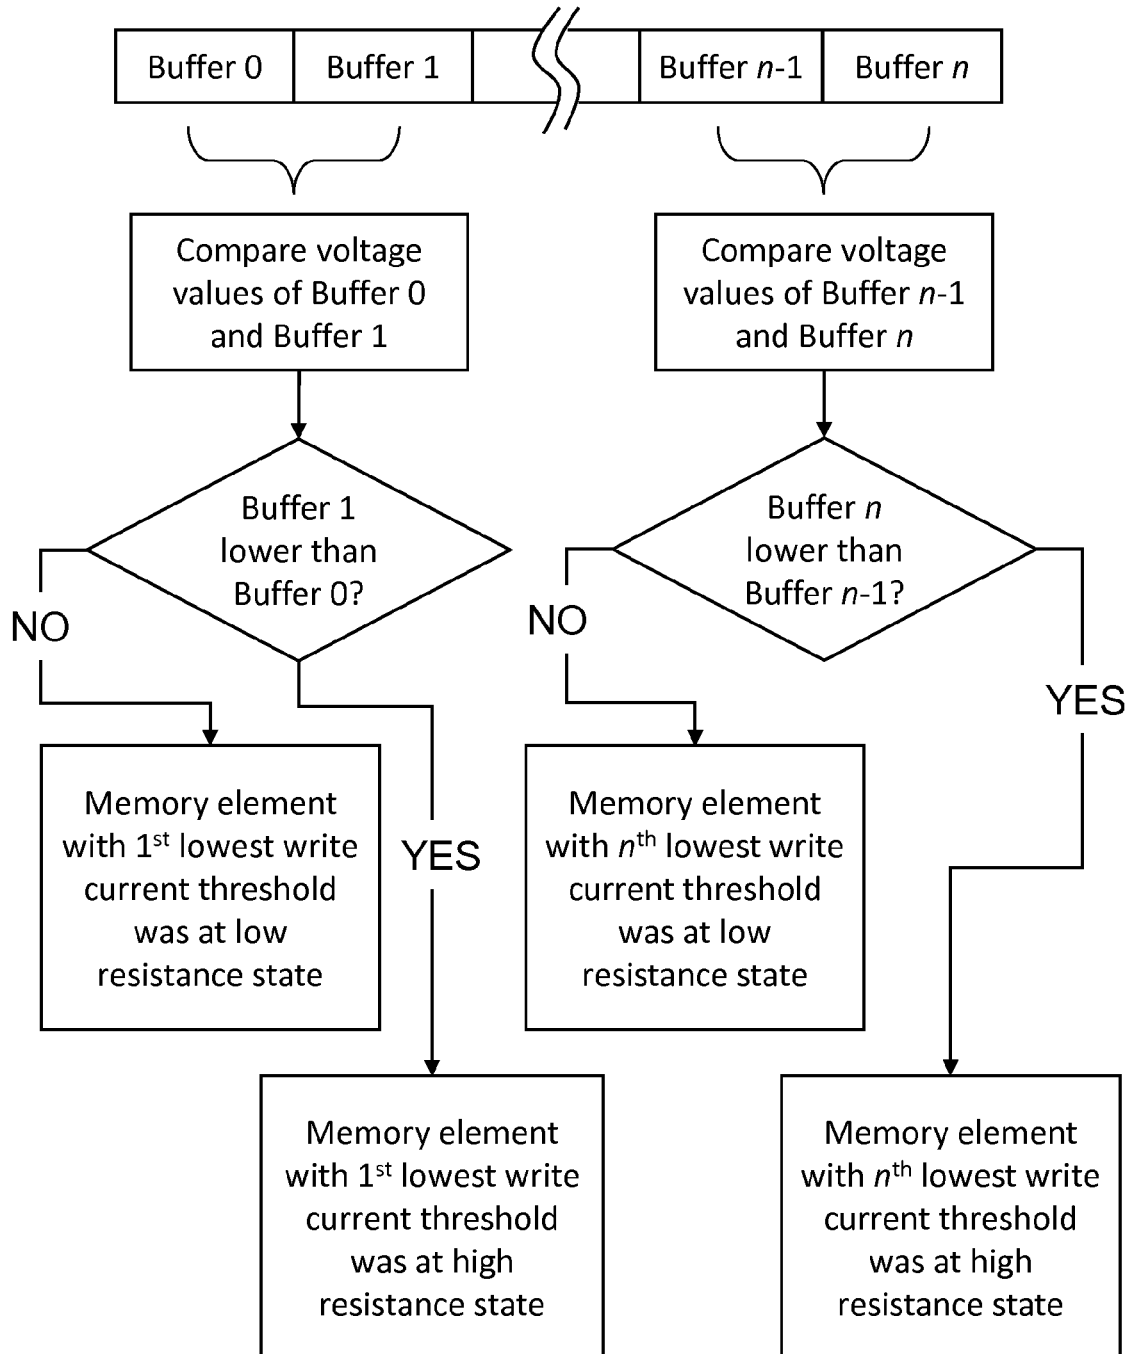 Buffer 0 Buffer 1 Buffer n-1 Buffer n
Compare voltage
values of Buffer 0
and Buffer 1
Compare voltage
values of Buffer n-1
and Buffer n
Buffer 1
lower than
Buffer 0?
Buffer n
lower than
Buffer n-1?
NO
NO
YES
Memory element
with 1st lowest write
current threshold
was at low
resistance state
YES
Memory element
with nth lowest write
current threshold
was at low
resistance state
Memory element
with 1st lowest write
current threshold
was at high
resistance state
Memory element
with nth lowest write
current threshold
was at high
resistance state